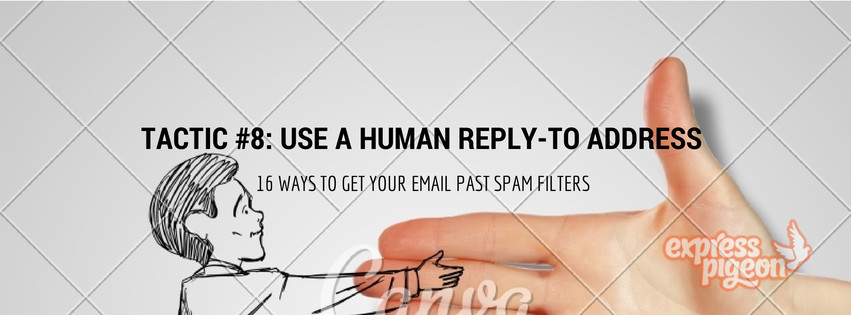 TACTIC #8: USE A HUMAN REPLY-TO ADDRESS
16 WAYS TO GET YOUR EMAIL PAST SPAM FILTERS
express
pigeon
Canva